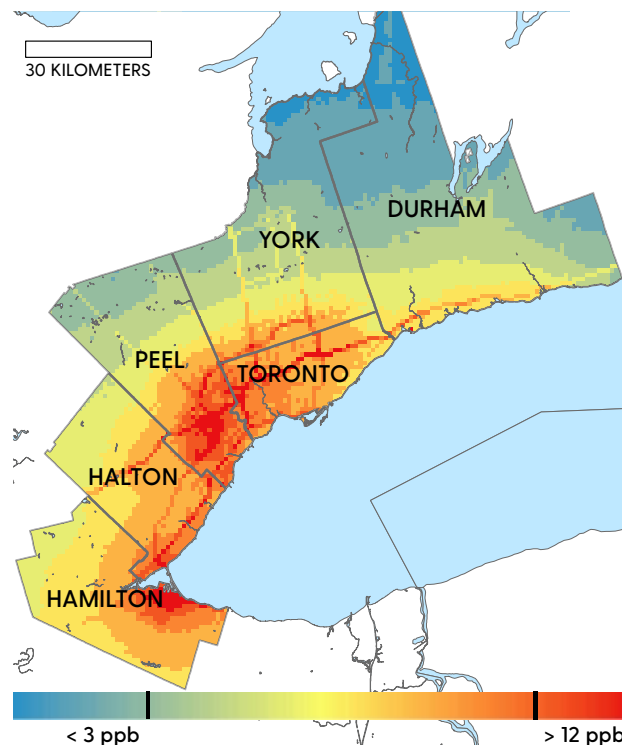 30 KILOMETERS
DURHAM
YORK
PEEL
TORONTO
HALTON
HAMILTON
< 3 ppb
> 12 ppb